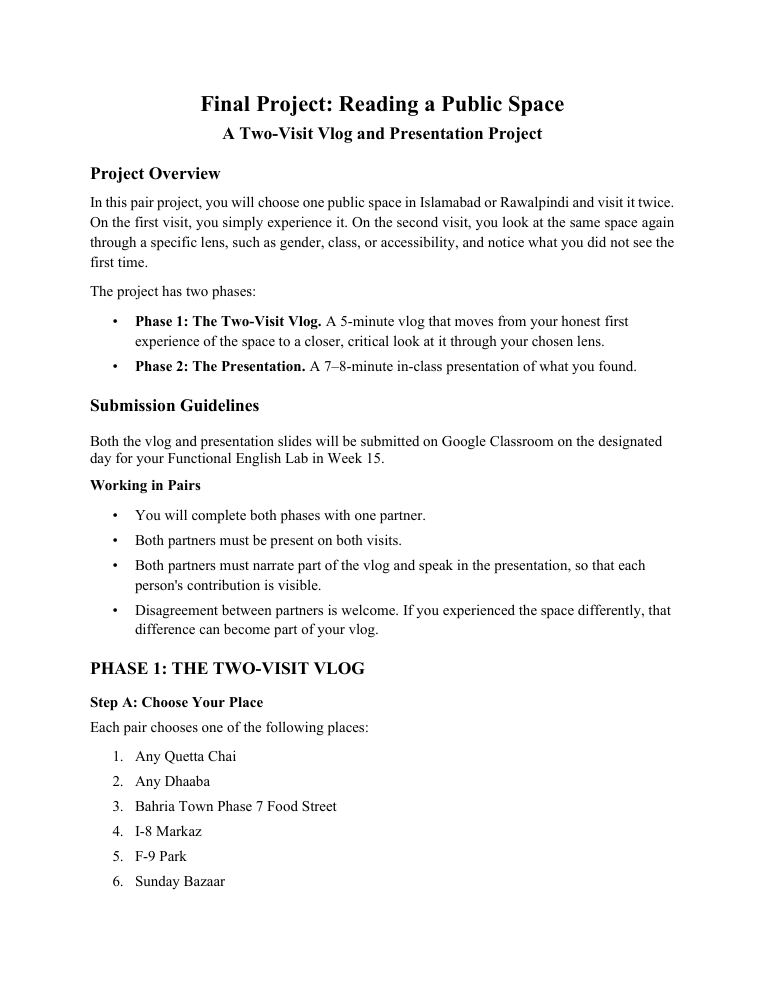 Final Project: Reading a Public Space
A Two-Visit Vlog and Presentation Project
Project Overview
In this pair project, you will choose one public space in Islamabad or Rawalpindi and visit it twice.
On the first visit, you simply experience it. On the second visit, you look at the same space again
through a specific lens, such as gender, class, or accessibility, and notice what you did not see the
first time.
The project has two phases:
• Phase 1: The Two-Visit Vlog. A 5-minute vlog that moves from your honest first
experience of the space to a closer, critical look at it through your chosen lens.
• Phase 2: The Presentation. A 7–8-minute in-class presentation of what you found.
Submission Guidelines
Both the vlog and presentation slides will be submitted on Google Classroom on the designated
day for your Functional English Lab in Week 15.
Working in Pairs
• You will complete both phases with one partner.
• Both partners must be present on both visits.
• Both partners must narrate part of the vlog and speak in the presentation, so that each
person's contribution is visible.
• Disagreement between partners is welcome. If you experienced the space differently, that
difference can become part of your vlog.
PHASE 1: THE TWO-VISIT VLOG
Step A: Choose Your Place
Each pair chooses one of the following places:
1. Any Quetta Chai
2. Any Dhaaba
3. Bahria Town Phase 7 Food Street
4. I-8 Markaz
5. F-9 Park
6. Sunday Bazaar